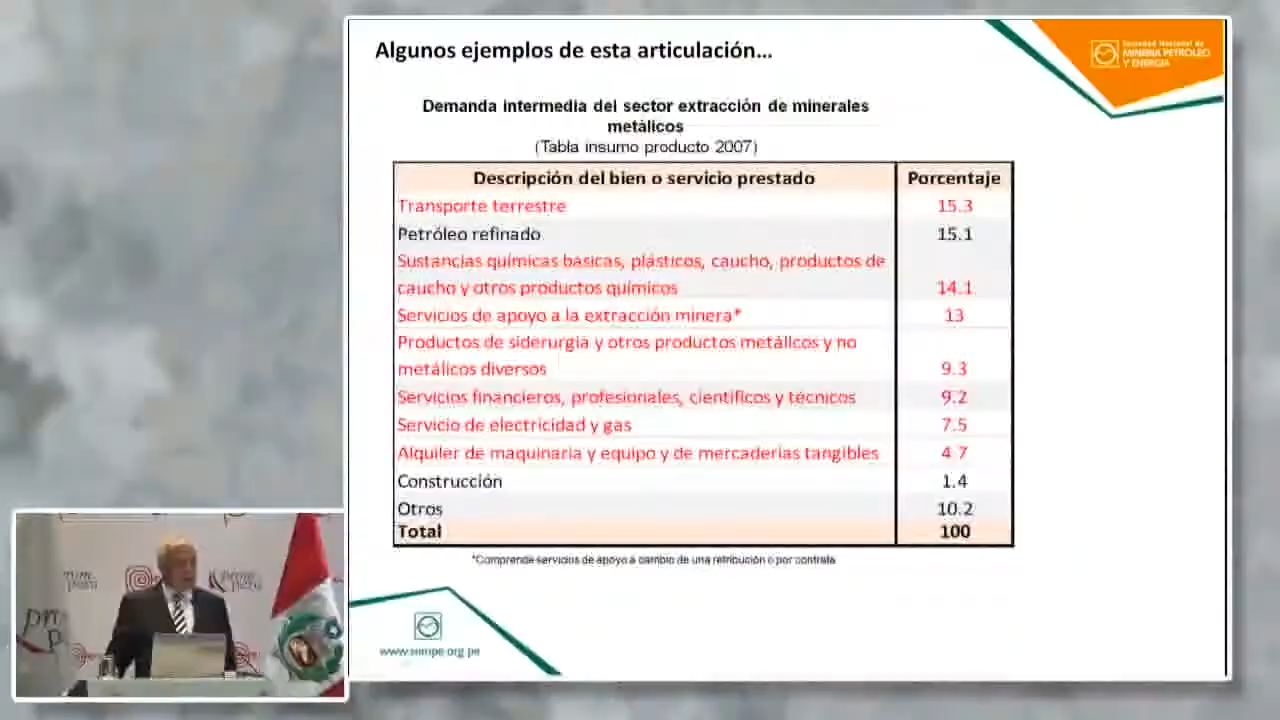 Algunos ejemplos de esta articulación...
Sociedad Nacional de
MINERIA PETROLEO
Y ENERGIA
Demanda intermedia del sector extracción de minerales
metálicos
(Tabla insumo producto 2007)
Descripción del bien o servicio prestado Porcentaje
Transporte terrestre 15.3
Petróleo refinado 15.1
Sustancias químicas básicas, plásticos, caucho, productos de
caucho y otros productos químicos 14.1
Servicios de apoyo a la extracción minera* 13
Productos de siderurgia y otros productos metálicos y no
metálicos diversos 9.3
Servicios financieros, profesionales, científicos y técnicos 9.2
Servicio de electricidad y gas 7.5
Alquiler de maquinaria y equipo y de mercaderías tangibles 4.7
Construcción 1.4
Otros 10.2
Total 100
*Comprende servicios de apoyo a cambio de una retribución o por contrata
www.snmpe.org.pe